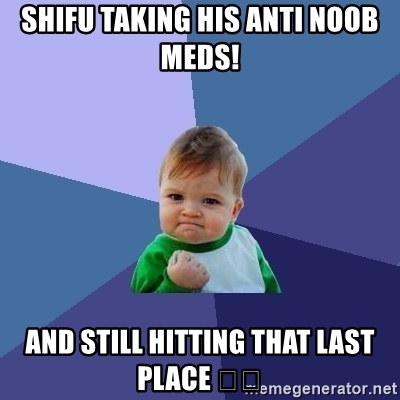 SHIFU TAKING HIS ANTI NOOB
MEDS!
AND STILL HITTING THAT LAST
PLACE
memegenerator.net